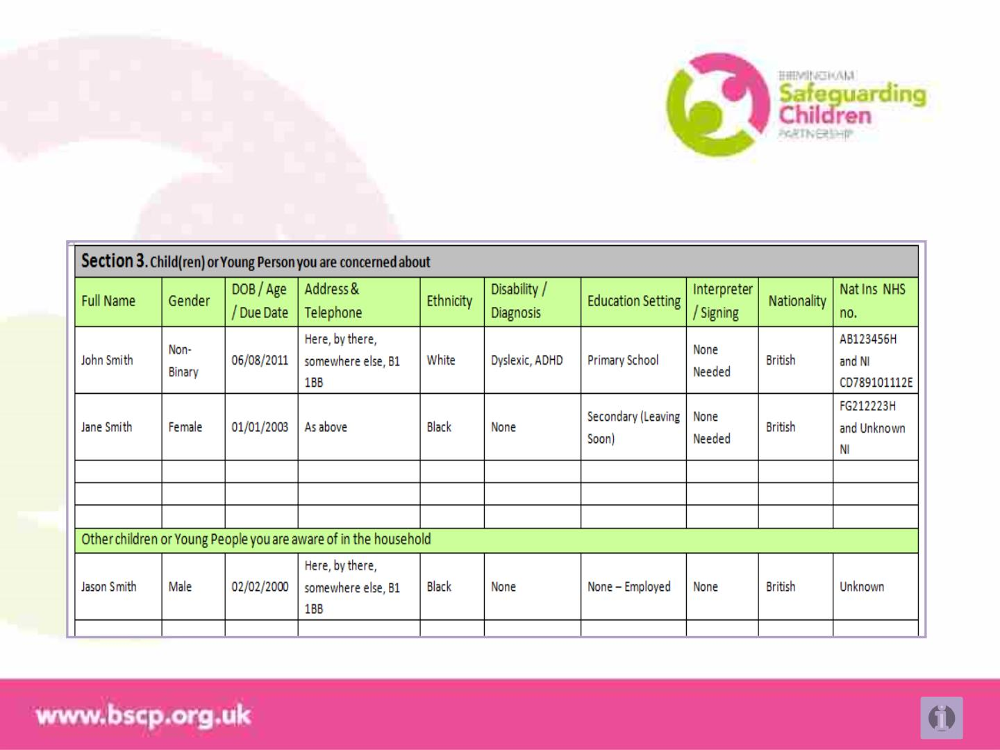 BIRMINGHAM
Safeguarding
Children
PARTNERSHIP
Section 3. Child(ren) or Young Person you are concerned about
Full Name
Gender
DOB / Age
/ Due Date
Address &
Telephone
Ethnicity
Disability /
Diagnosis
Education Setting
Interpreter
/ Signing
Nationality
Nat Ins NHS
no.
John Smith
Non-
Binary
06/08/2011
Here, by there,
somewhere else, B1
1BB
White
Dyslexic, ADHD
Primary School
None
Needed
British
AB123456H
and NI
CD789101112E
Jane Smith
Female
01/01/2003
As above
Black
None
Secondary (Leaving
Soon)
None
Needed
British
FG212223H
and Unknown
NI
Other children or Young People you are aware of in the household
Jason Smith
Male
02/02/2000
Here, by there,
somewhere else, B1
1BB
Black
None
None – Employed
None
British
Unknown
www.bscp.org.uk